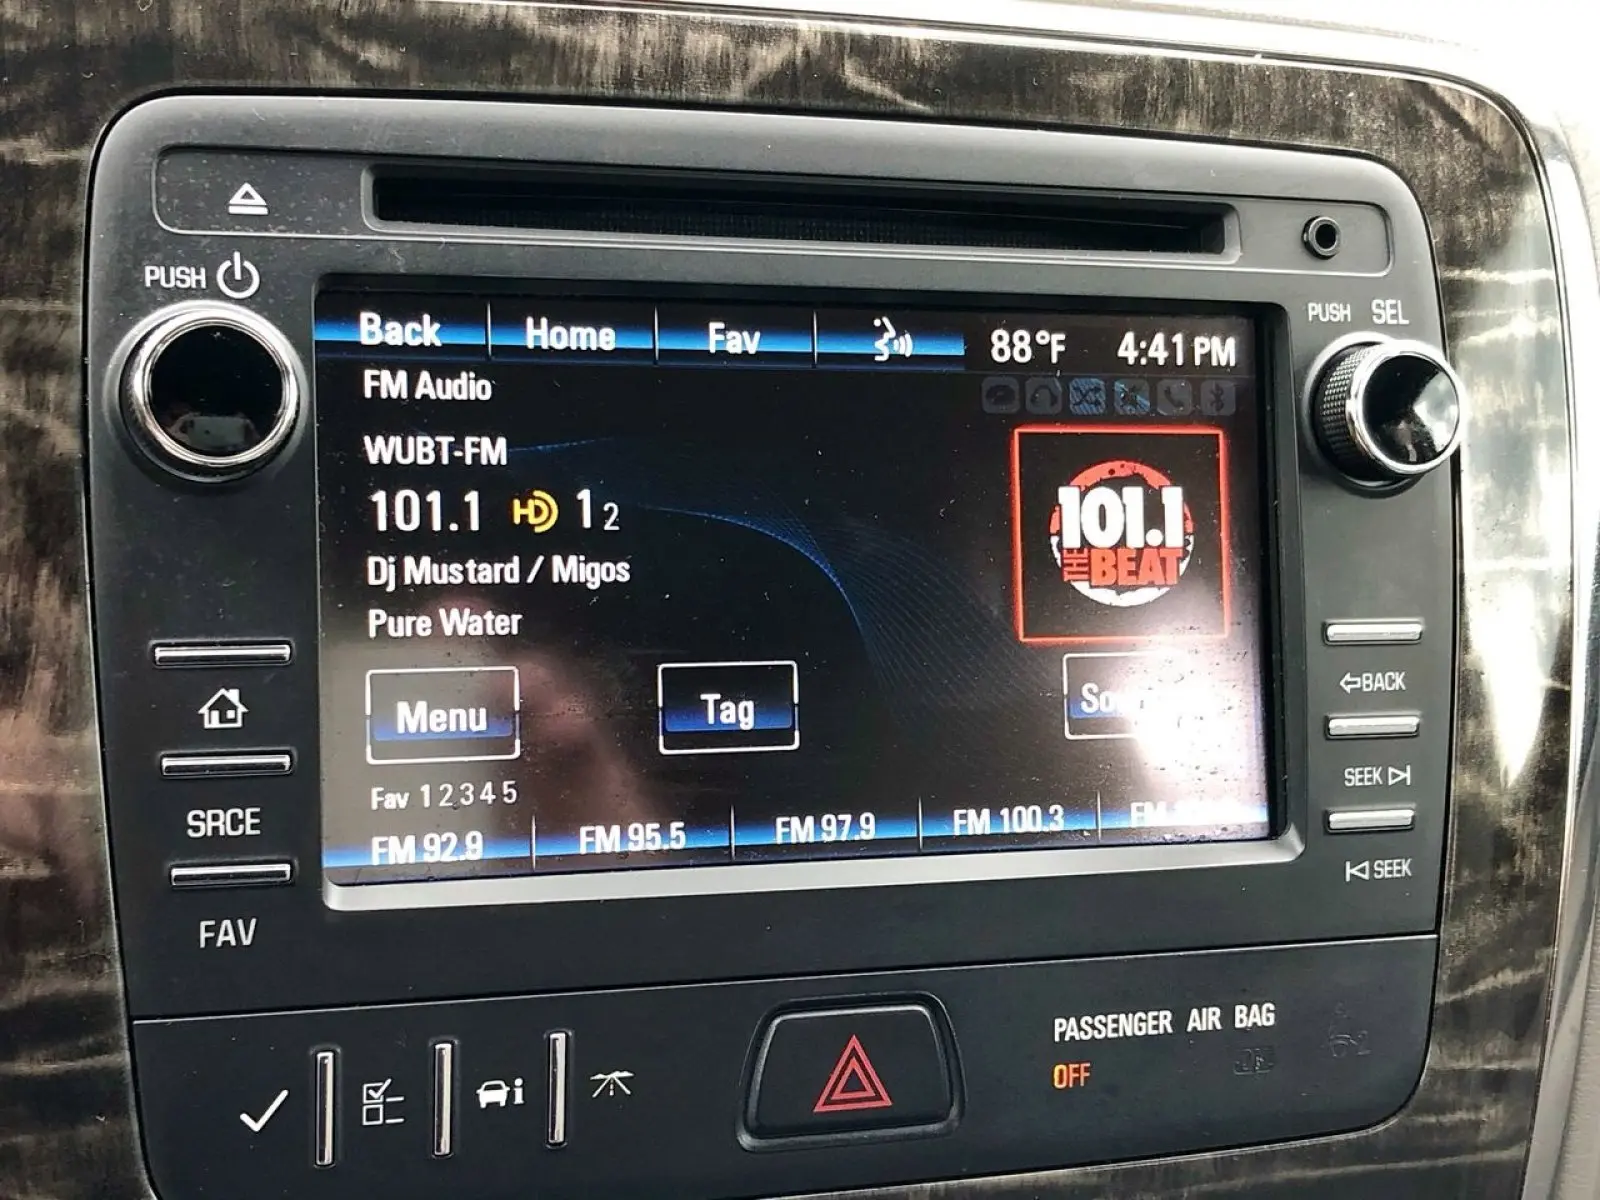 PUSH
PUSH SEL
Back Home Fav 88°F 4:41 PM
FM Audio
WUBT-FM
101.1 HD 1 2
Dj Mustard / Migos
Pure Water
101.1
THE BEAT
Menu Tag
Fav 1 2 3 4 5
FM 92.9 FM 95.5 FM 97.9 FM 100.3 FM
SRCE
FAV
BACK
SEEK
SEEK
PASSENGER AIR BAG
OFF